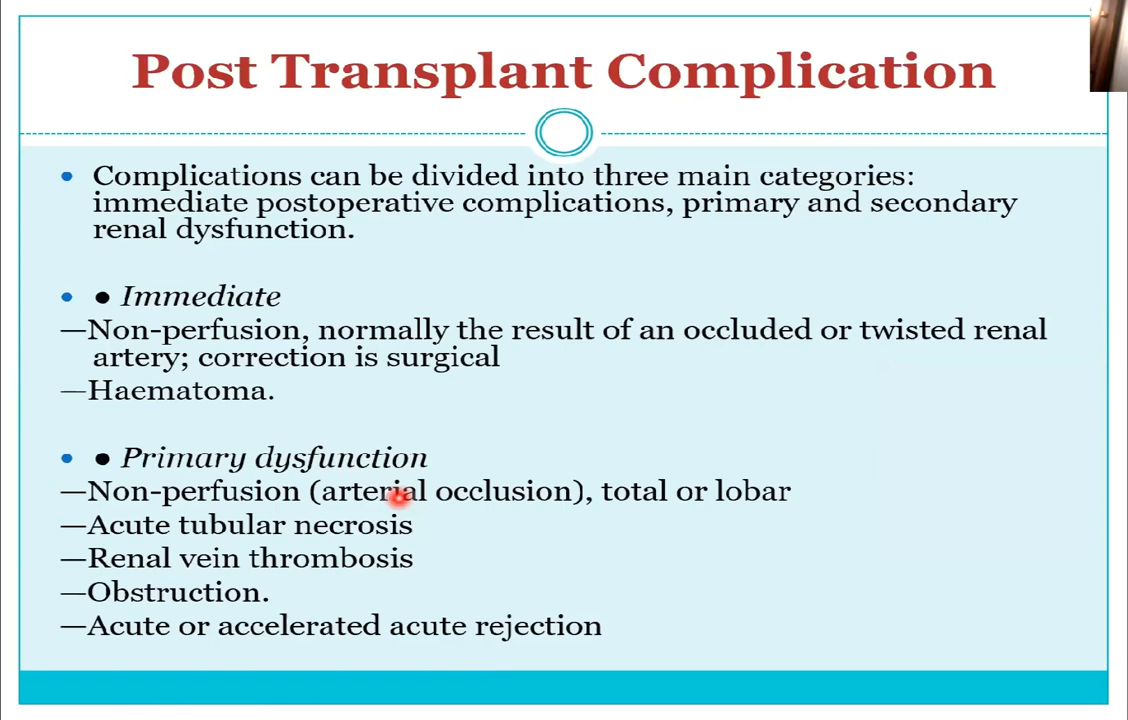 Post Transplant Complication
• Complications can be divided into three main categories:
immediate postoperative complications, primary and secondary
renal dysfunction.
• ● Immediate
—Non-perfusion, normally the result of an occluded or twisted renal
artery; correction is surgical
—Haematoma.
• ● Primary dysfunction
—Non-perfusion (arterial occlusion), total or lobar
—Acute tubular necrosis
—Renal vein thrombosis
—Obstruction.
—Acute or accelerated acute rejection